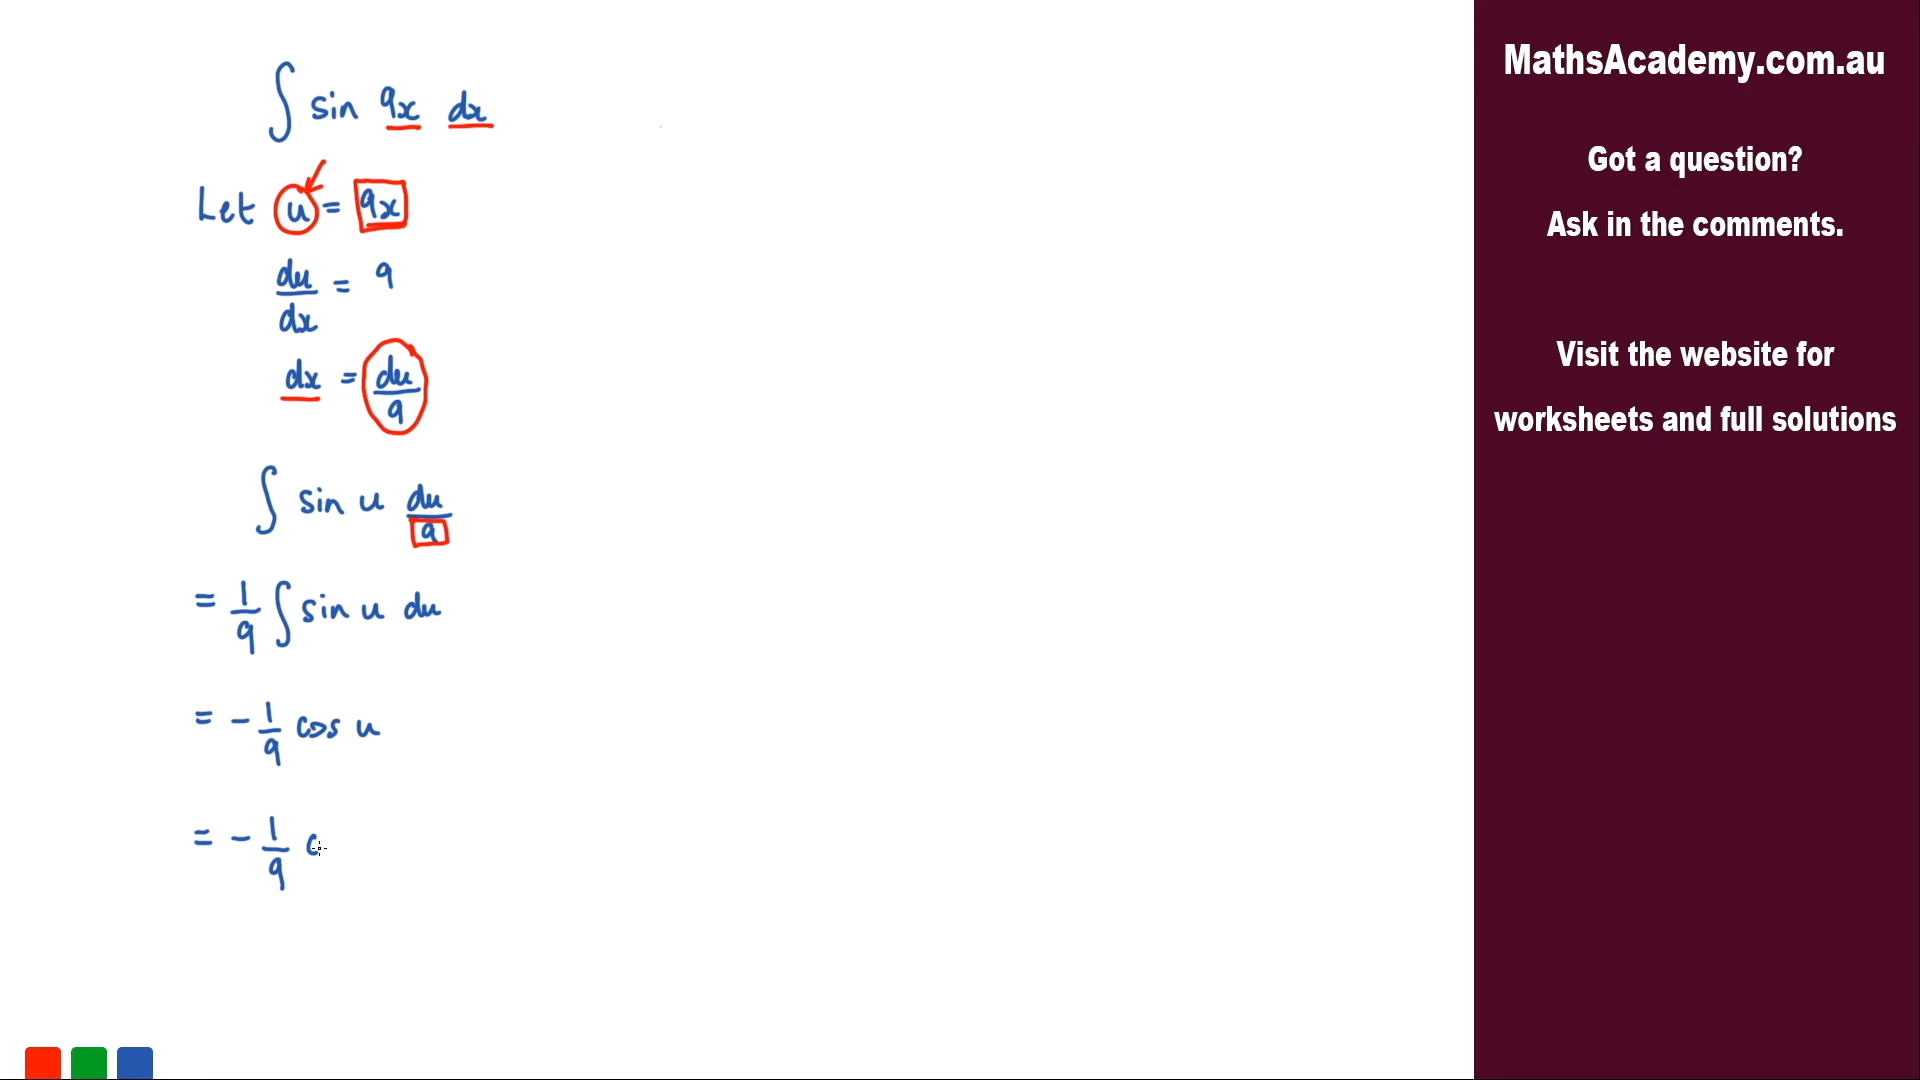 ∫ sin 9x dx
Let u = 9x
du/dx = 9
dx = du/9
∫ sin u du/9
= 1/9 ∫ sin u du
= - 1/9 cos u
= - 1/9 c
MathsAcademy.com.au
Got a question?
Ask in the comments.
Visit the website for
worksheets and full solutions